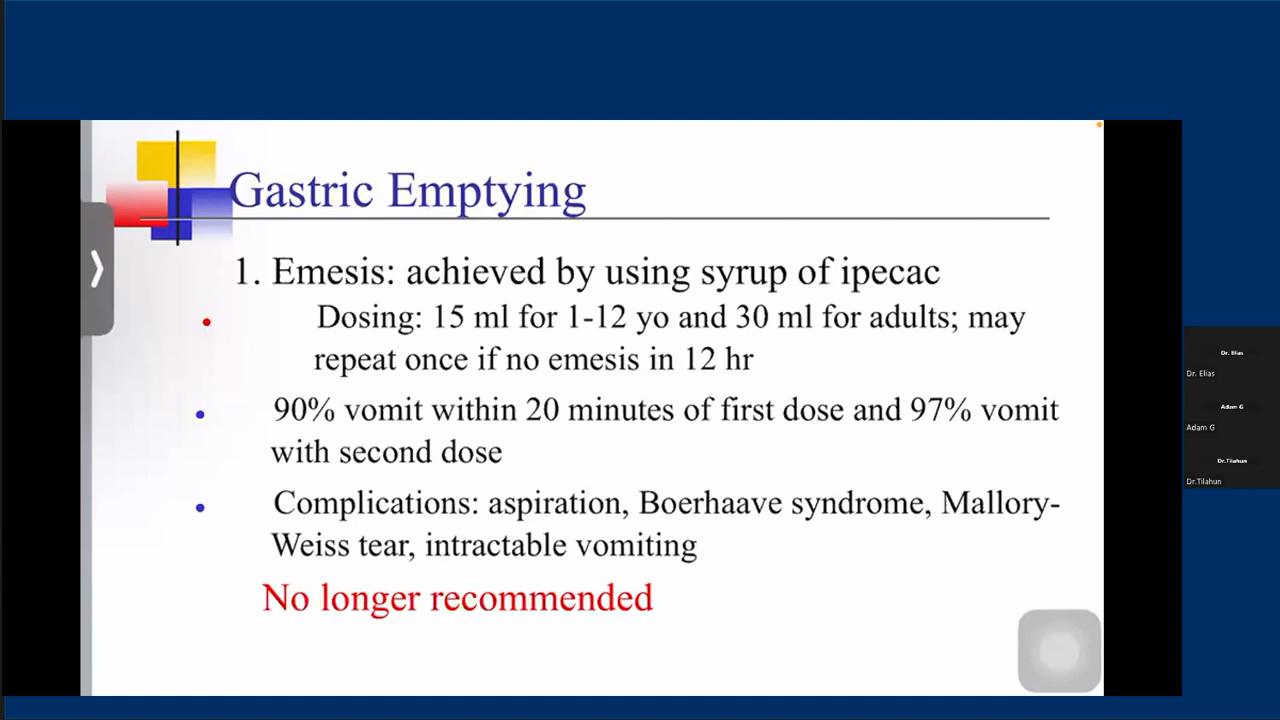 Gastric Emptying
1. Emesis: achieved by using syrup of ipecac
Dosing: 15 ml for 1-12 yo and 30 ml for adults; may
repeat once if no emesis in 12 hr
90% vomit within 20 minutes of first dose and 97% vomit
with second dose
Complications: aspiration, Boerhaave syndrome, Mallory-
Weiss tear, intractable vomiting
No longer recommended
Dr. Elias
Dr. Elias
Adam G
Adam G
Dr.Tilahun
Dr.Tilahun